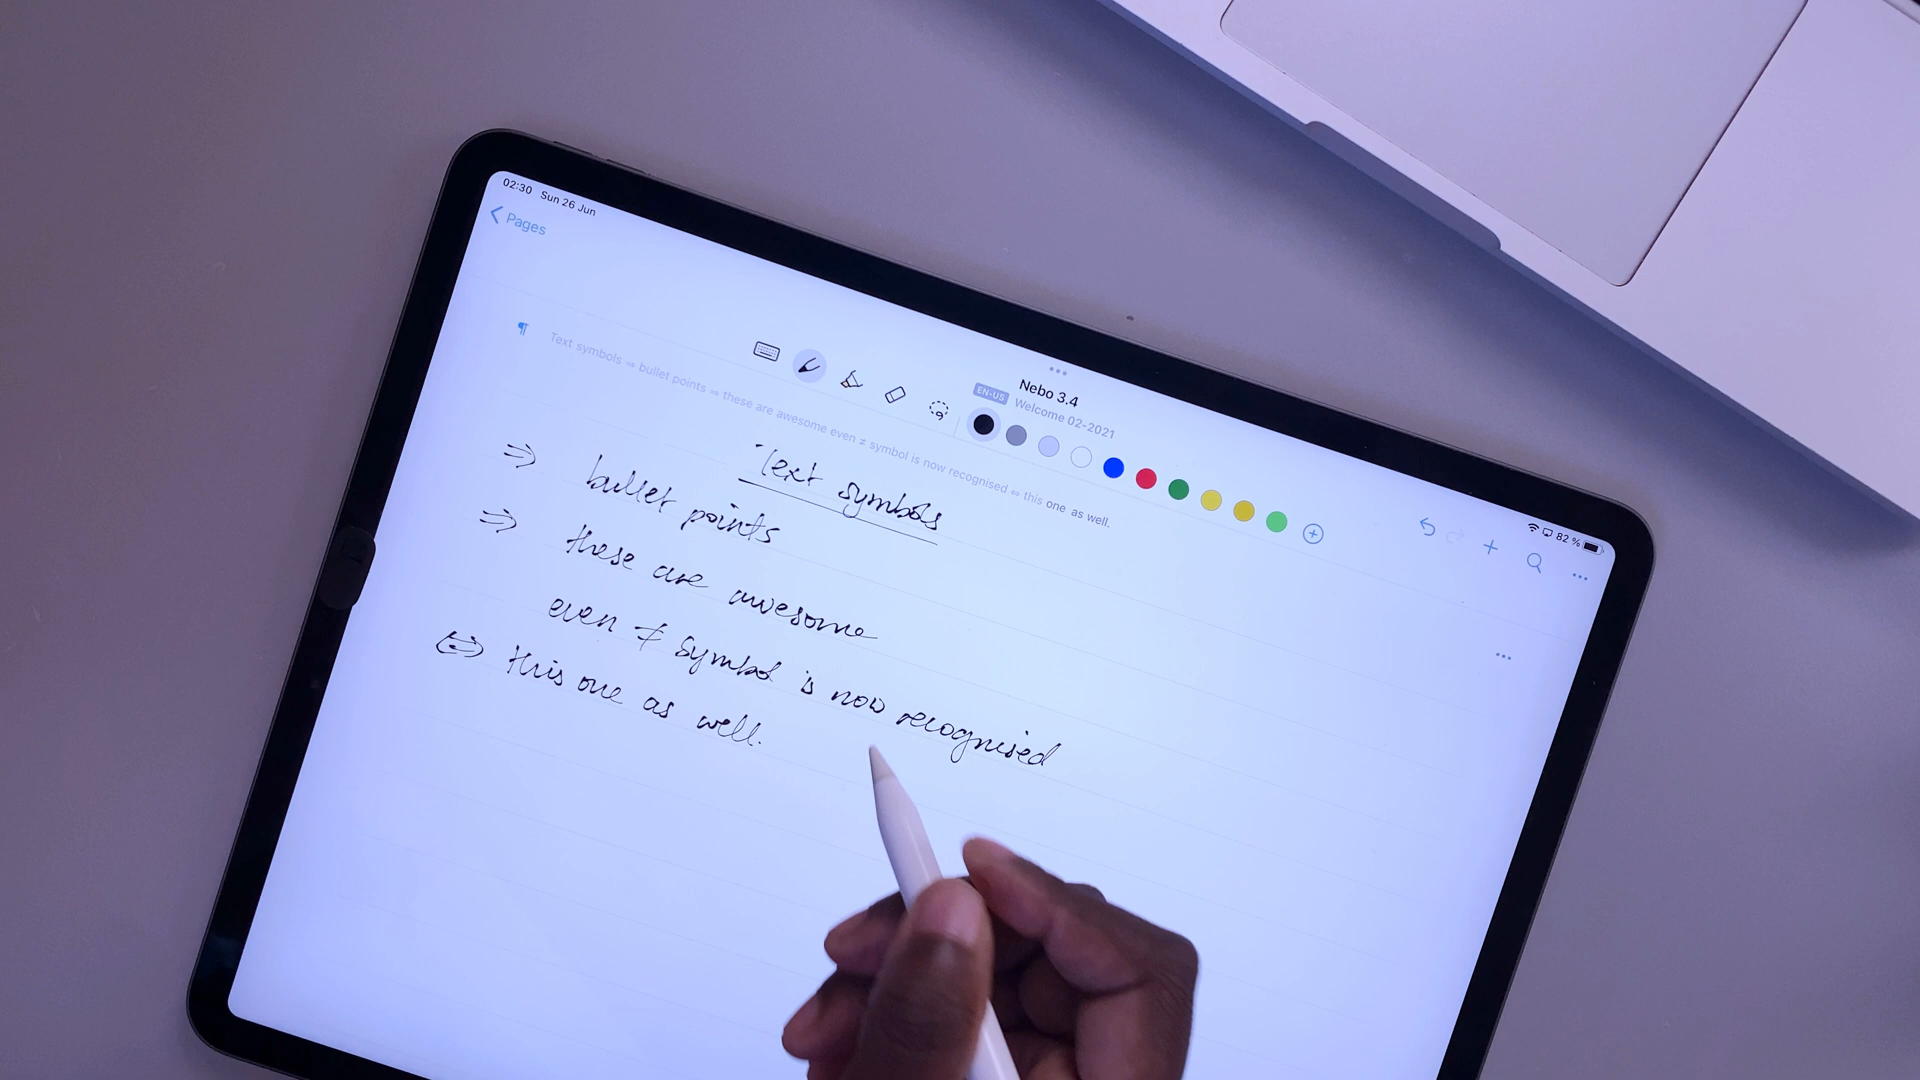 02:30 Sun 26 Jun
Pages
Nebo 3.4
EN-US Welcome 02-2021
82 %
Text symbols ⇒ bullet points ⇒ these are awesome even ≠ symbol is now recognised ⇔ this one as well.
Text symbols
⇒ bullet points
⇒ these are awesome
even ≠ symbol is now recognised
⇔ this one as well.